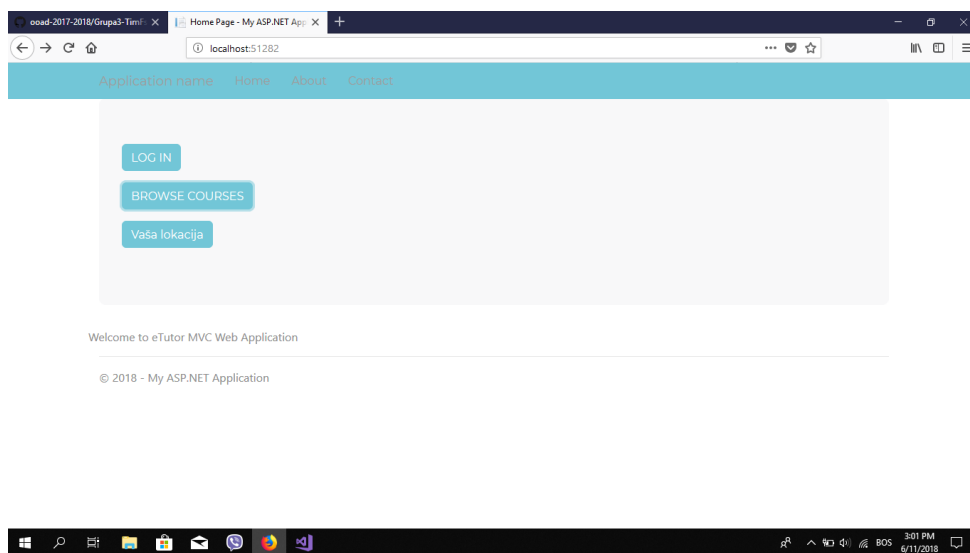 ooad-2017-2018/Grupa3-TimF
Home Page - My ASP.NET App
localhost:51282
Application name Home About Contact
LOG IN
BROWSE COURSES
Vaša lokacija
Welcome to eTutor MVC Web Application
© 2018 - My ASP.NET Application
BOS
3:01 PM
6/11/2018